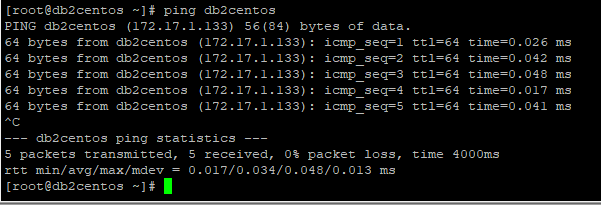 [root@db2centos ~]# ping db2centos
PING db2centos (172.17.1.133) 56(84) bytes of data.
64 bytes from db2centos (172.17.1.133): icmp_seq=1 ttl=64 time=0.026 ms
64 bytes from db2centos (172.17.1.133): icmp_seq=2 ttl=64 time=0.042 ms
64 bytes from db2centos (172.17.1.133): icmp_seq=3 ttl=64 time=0.048 ms
64 bytes from db2centos (172.17.1.133): icmp_seq=4 ttl=64 time=0.017 ms
64 bytes from db2centos (172.17.1.133): icmp_seq=5 ttl=64 time=0.041 ms
^C
--- db2centos ping statistics ---
5 packets transmitted, 5 received, 0% packet loss, time 4000ms
rtt min/avg/max/mdev = 0.017/0.034/0.048/0.013 ms
[root@db2centos ~]#